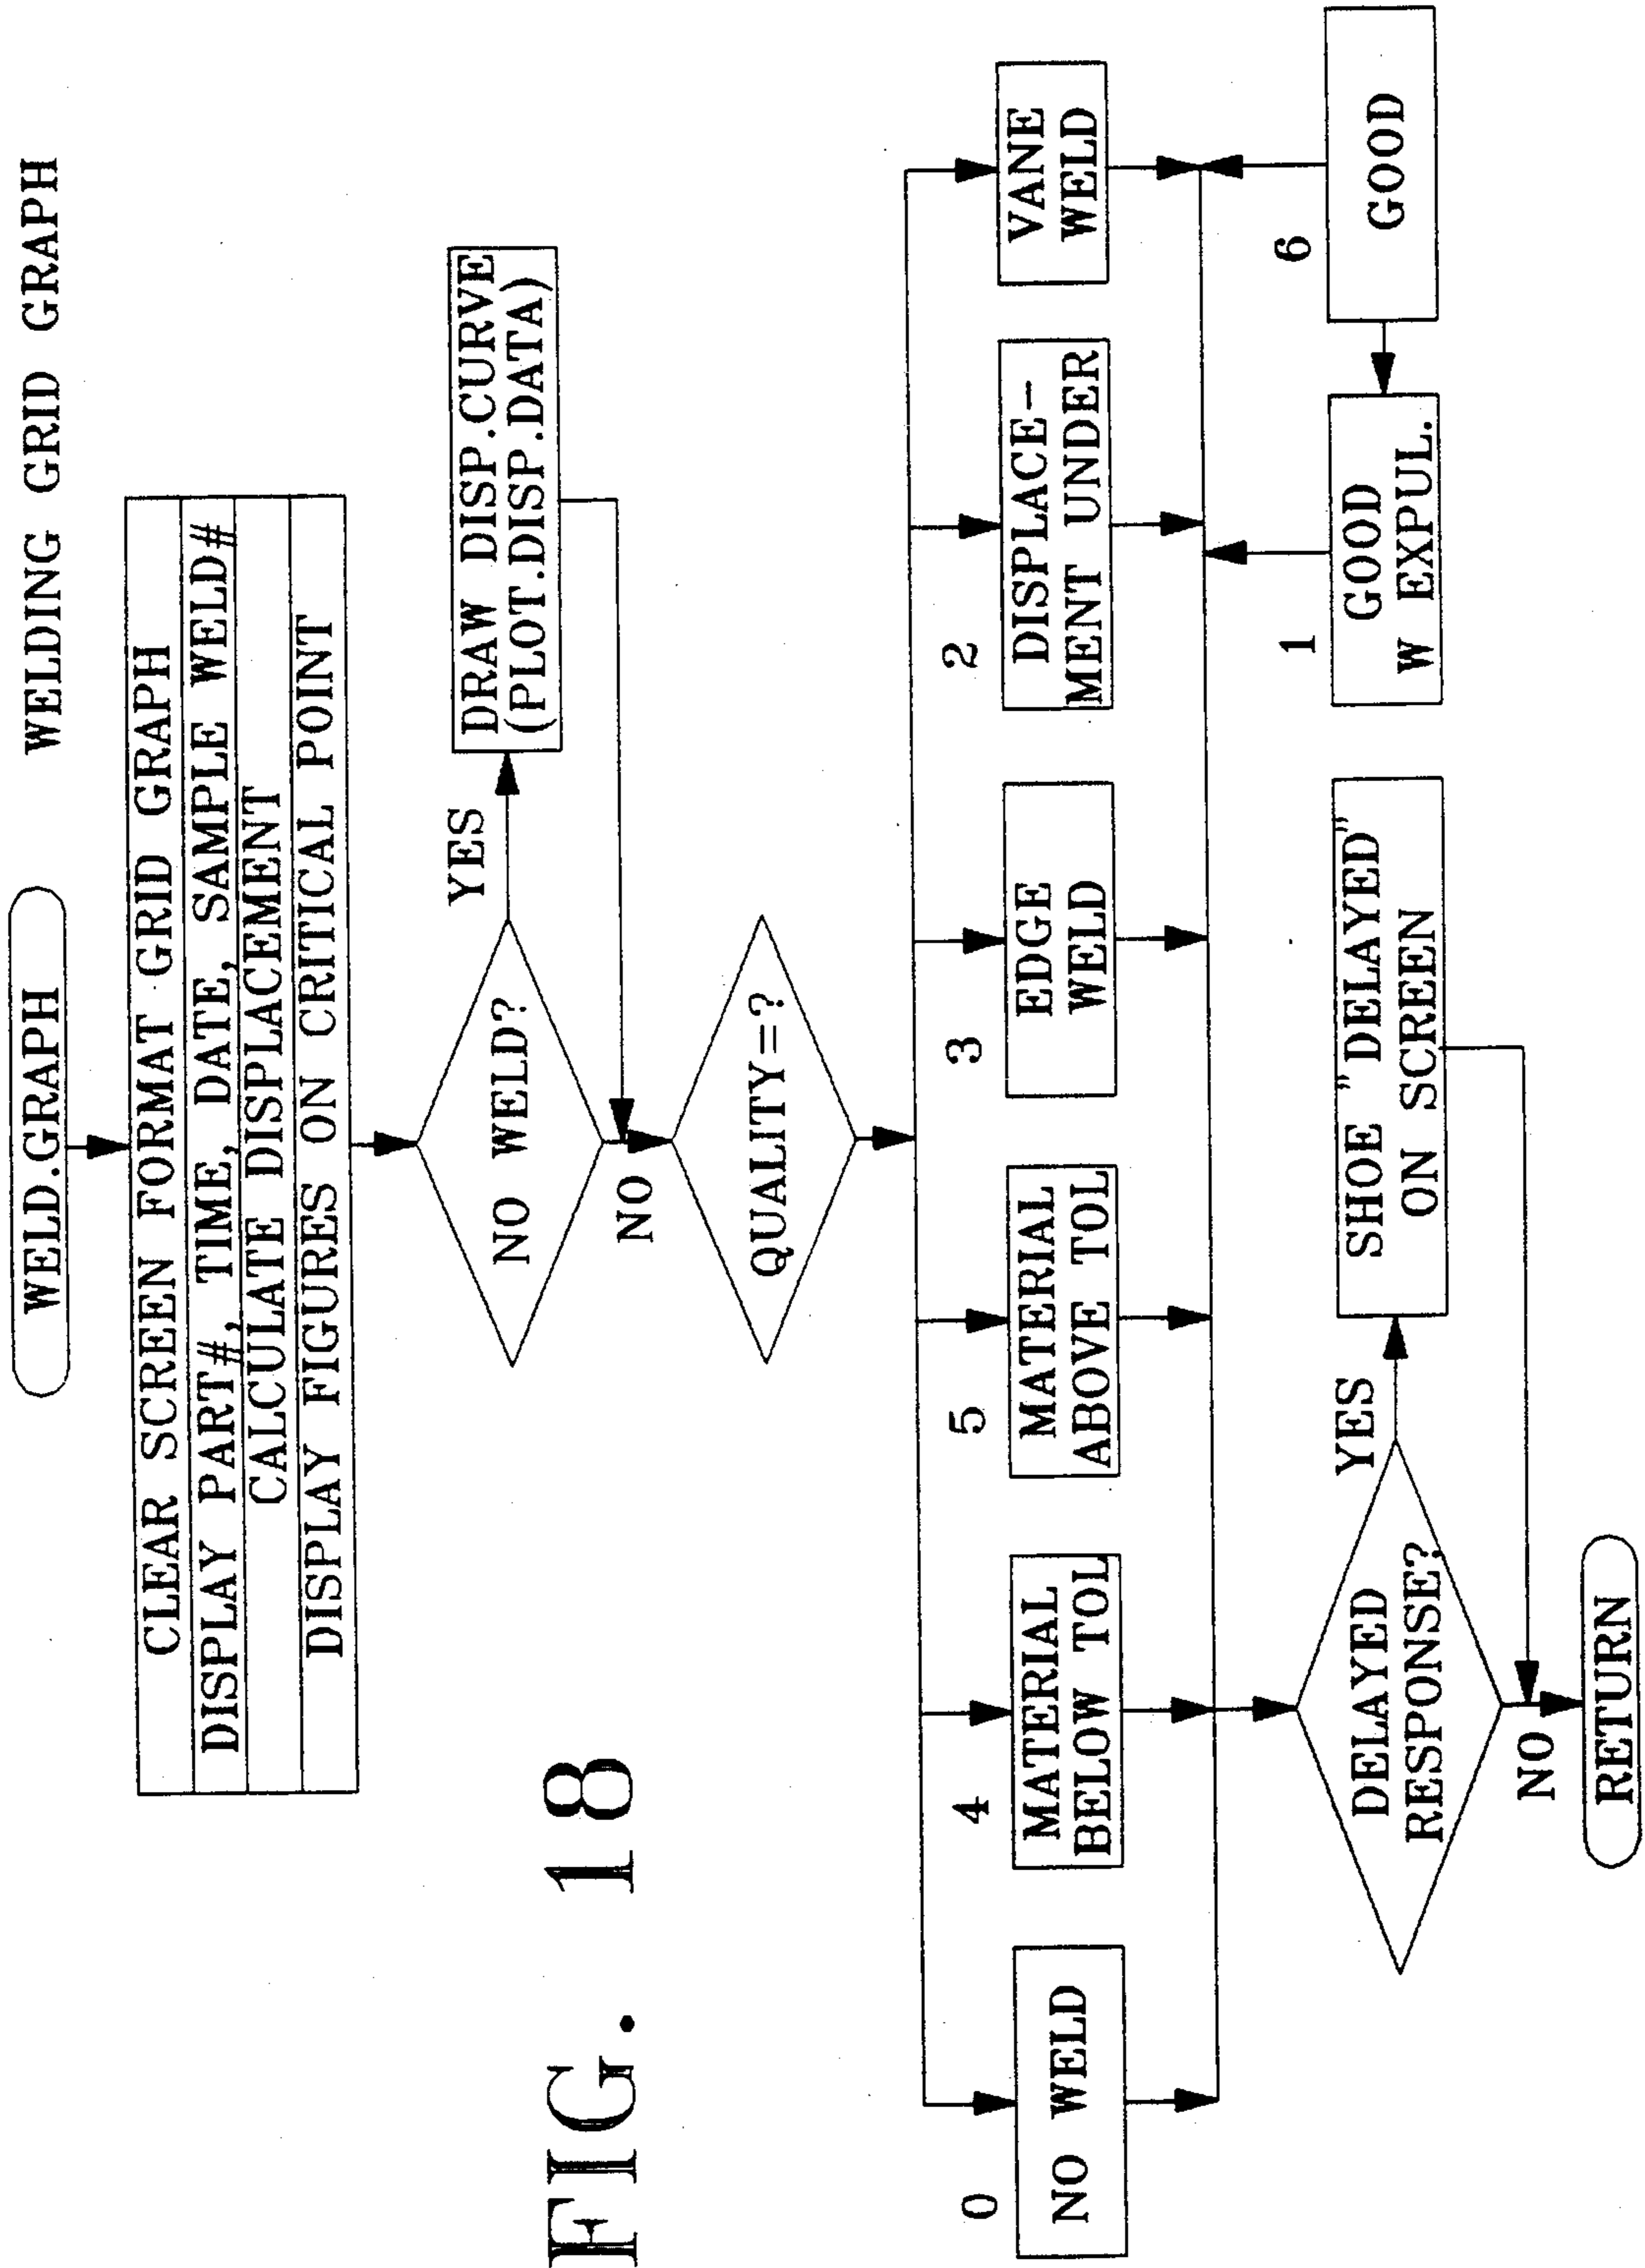 WELD.GRAPH WELDING GRID GRAPH
CLEAR SCREEN FORMAT GRID GRAPH
DISPLAY PART#, TIME, DATE, SAMPLE WELD#
CALCULATE DISPLACEMENT
DISPLAY FIGURES ON CRITICAL POINT
NO WELD?
YES
DRAW DISP.CURVE
(PLOT.DISP.DATA)
NO
FIG. 18
QUALITY=?
0
NO WELD
4
MATERIAL
BELOW TOL
5
MATERIAL
ABOVE TOL
3
EDGE
WELD
2
DISPLACE-
MENT UNDER
VANE
WELD
DELAYED
RESPONSE?
YES
SHOE "DELAYED"
ON SCREEN
1
GOOD
W EXPUL.
6
GOOD
NO
RETURN